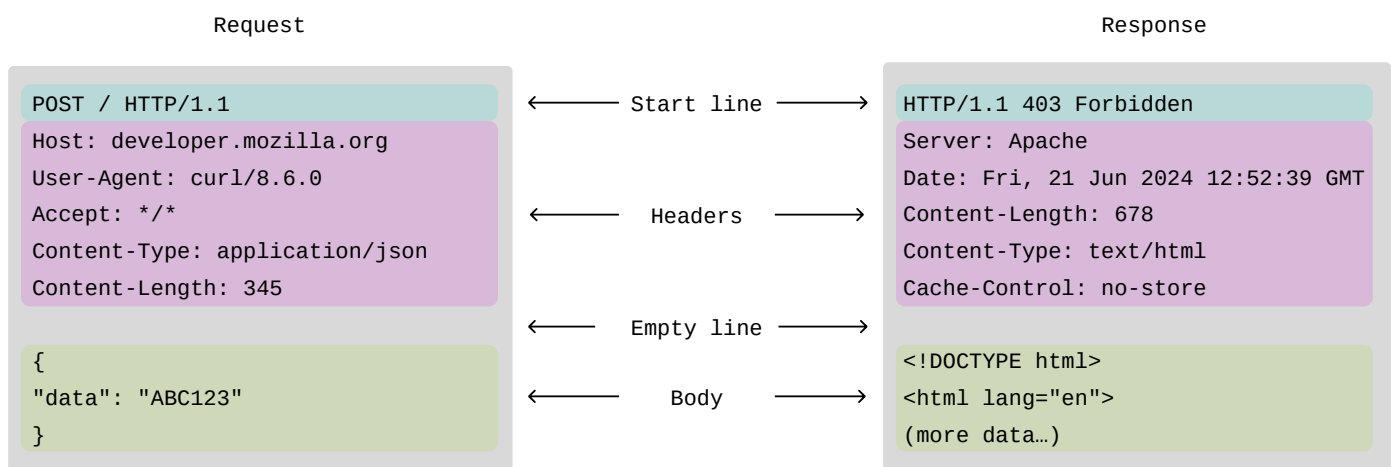 Request
POST / HTTP/1.1
Host: developer.mozilla.org
User-Agent: curl/8.6.0
Accept: */*
Content-Type: application/json
Content-Length: 345
{
"data": "ABC123"
}
Start line
Headers
Empty line
Body
Response
HTTP/1.1 403 Forbidden
Server: Apache
Date: Fri, 21 Jun 2024 12:52:39 GMT
Content-Length: 678
Content-Type: text/html
Cache-Control: no-store
<!DOCTYPE html>
<html lang="en">
(more data…)